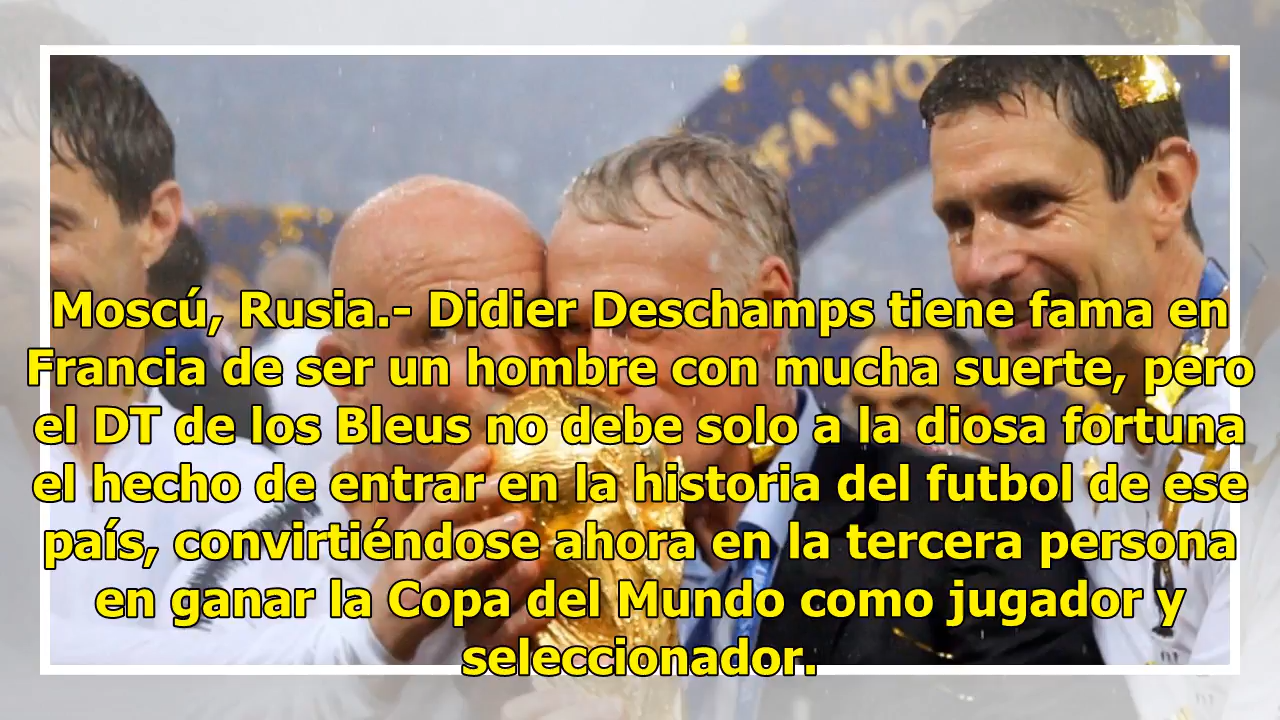 FA WO
Moscú, Rusia.- Didier Deschamps tiene fama en
Francia de ser un hombre con mucha suerte, pero
el DT de los Bleus no debe solo a la diosa fortuna
el hecho de entrar en la historia del futbol de ese
país, convirtiéndose ahora en la tercera persona
en ganar la Copa del Mundo como jugador y
seleccionador.